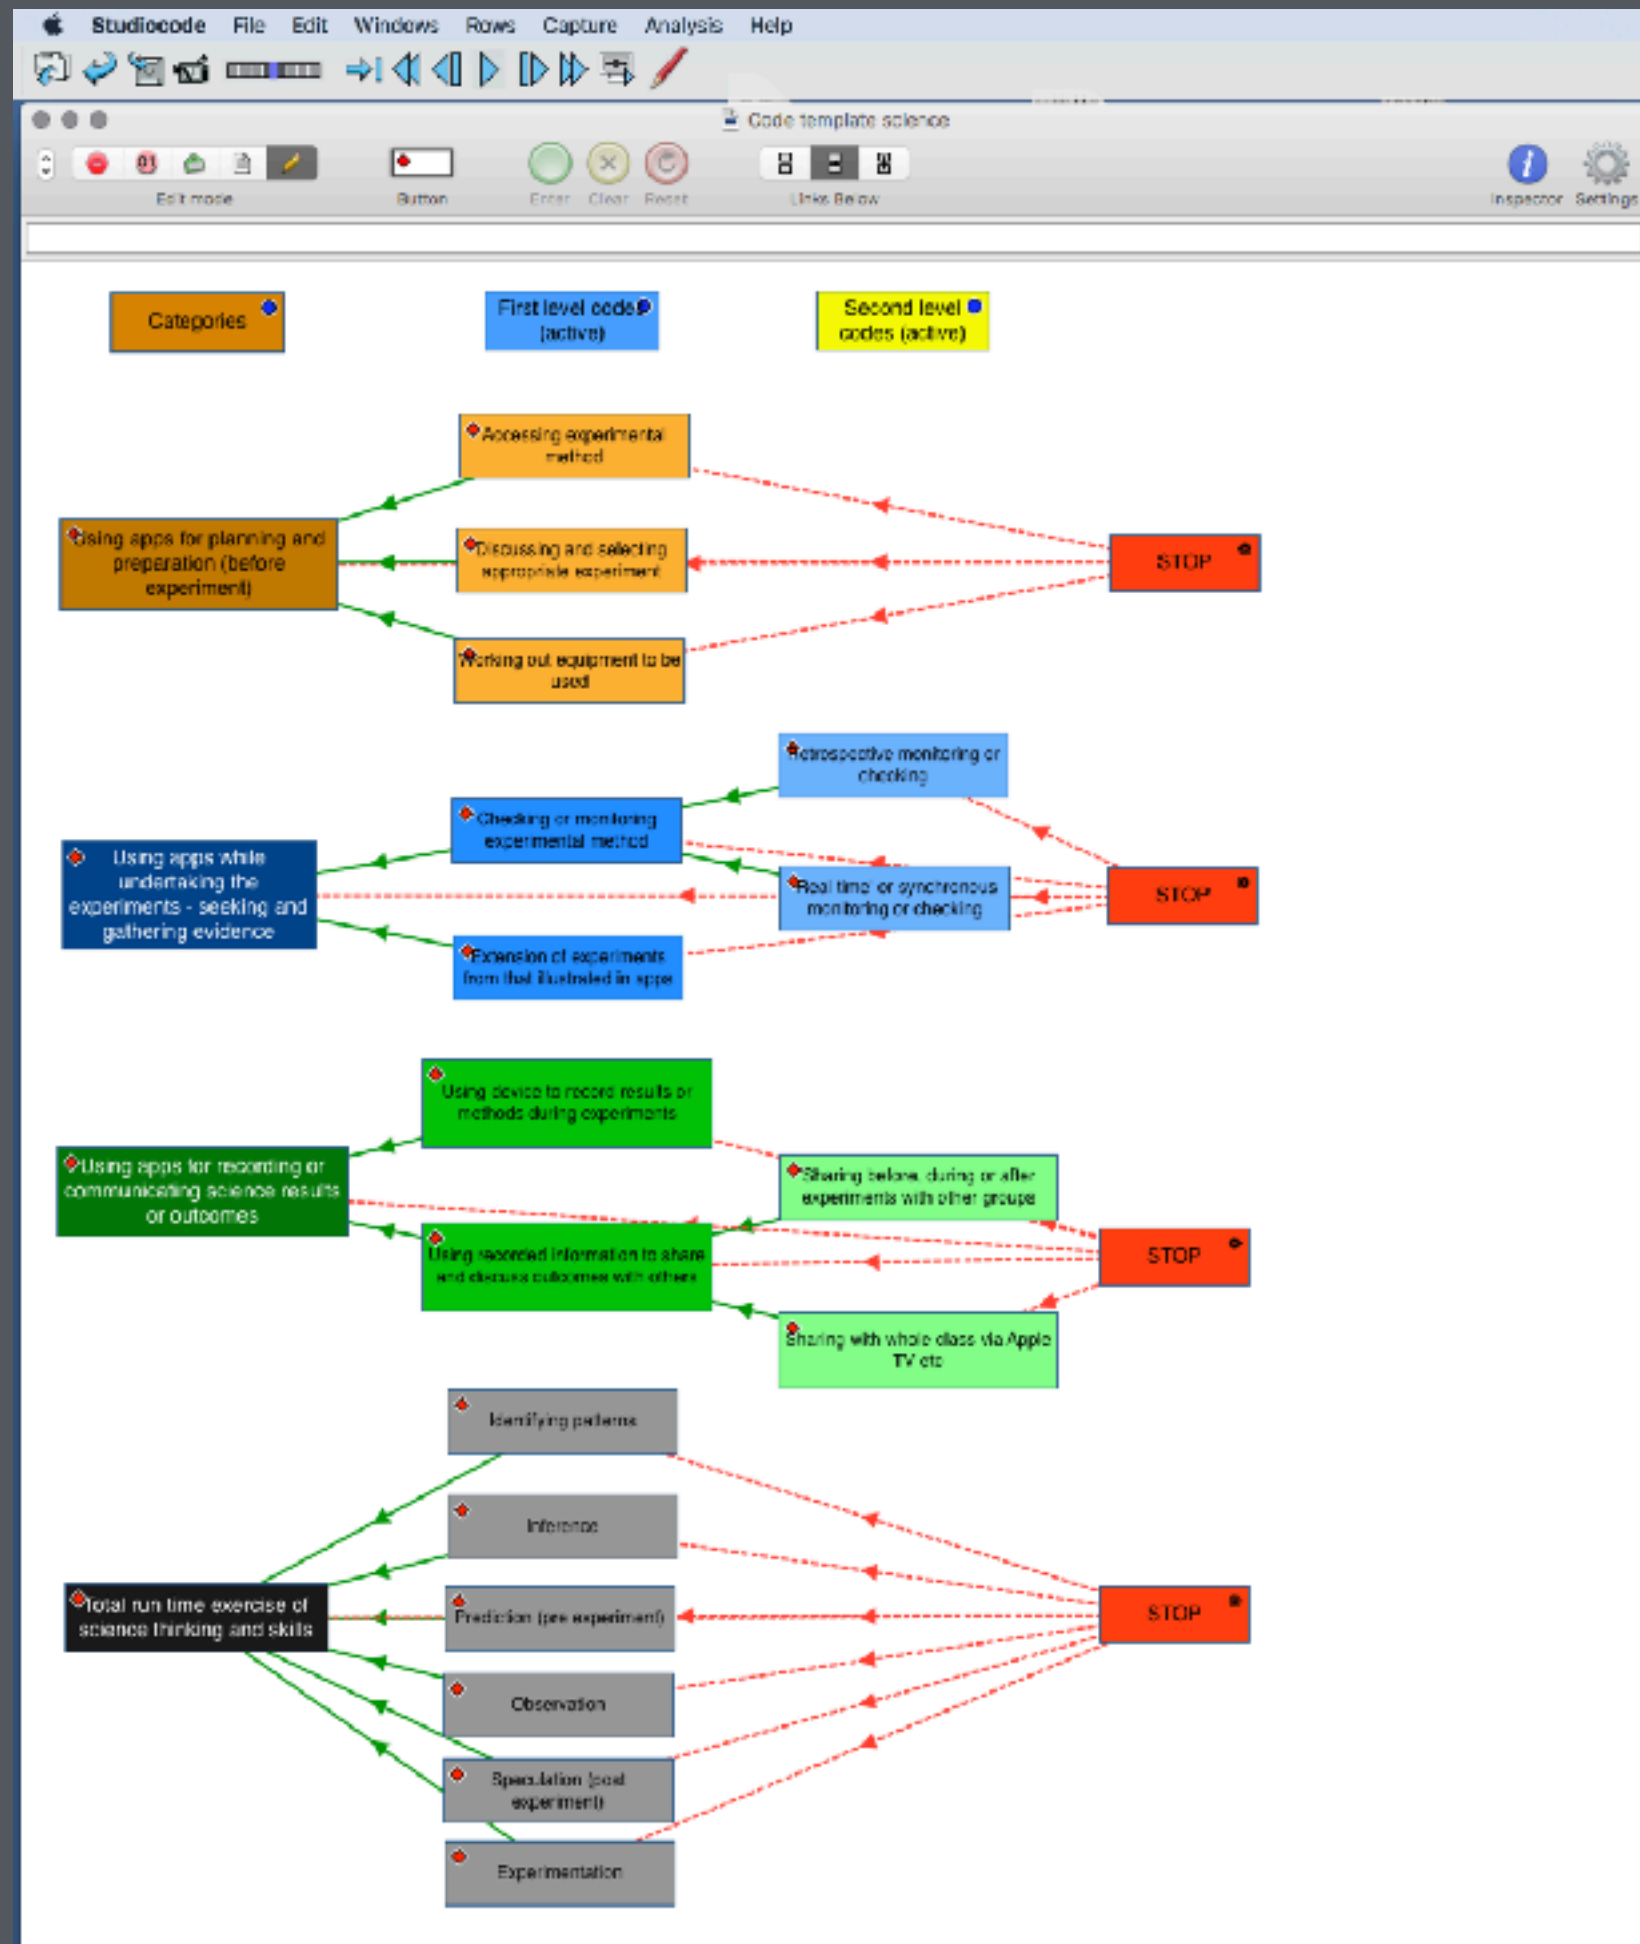 Studiocode File Edit Windows Rows Capture Analysis Help
Code template science
01
Edit mode
Button
Enter
Clear
Reset
Links Below
Inspector
Settings
Categories
First level codes
(active)
Second level
codes (active)
Accessing experimental
method
Using apps for planning and
preparation (before
experiment)
Discussing and selecting
appropriate experiment
STOP
Working out equipment to be
used
Retrospective monitoring or
checking
Checking or monitoring
experimental method
Using apps while
undertaking the
experiments - seeking and
gathering evidence
'Real time' or synchronous
monitoring or checking
STOP
Extension of experiments
from that illustrated in apps
Using device to record results or
methods during experiments
Using apps for recording or
communicating science results
or outcomes
Sharing before, during or after
experiments with other groups
Using recorded information to share
and discuss outcomes with others
STOP
Sharing with whole class via Apple
TV etc
Identifying patterns
Inference
Total run time exercise of
science thinking and skills
Prediction (pre experiment)
STOP
Observation
Speculation (post
experiment)
Experimentation